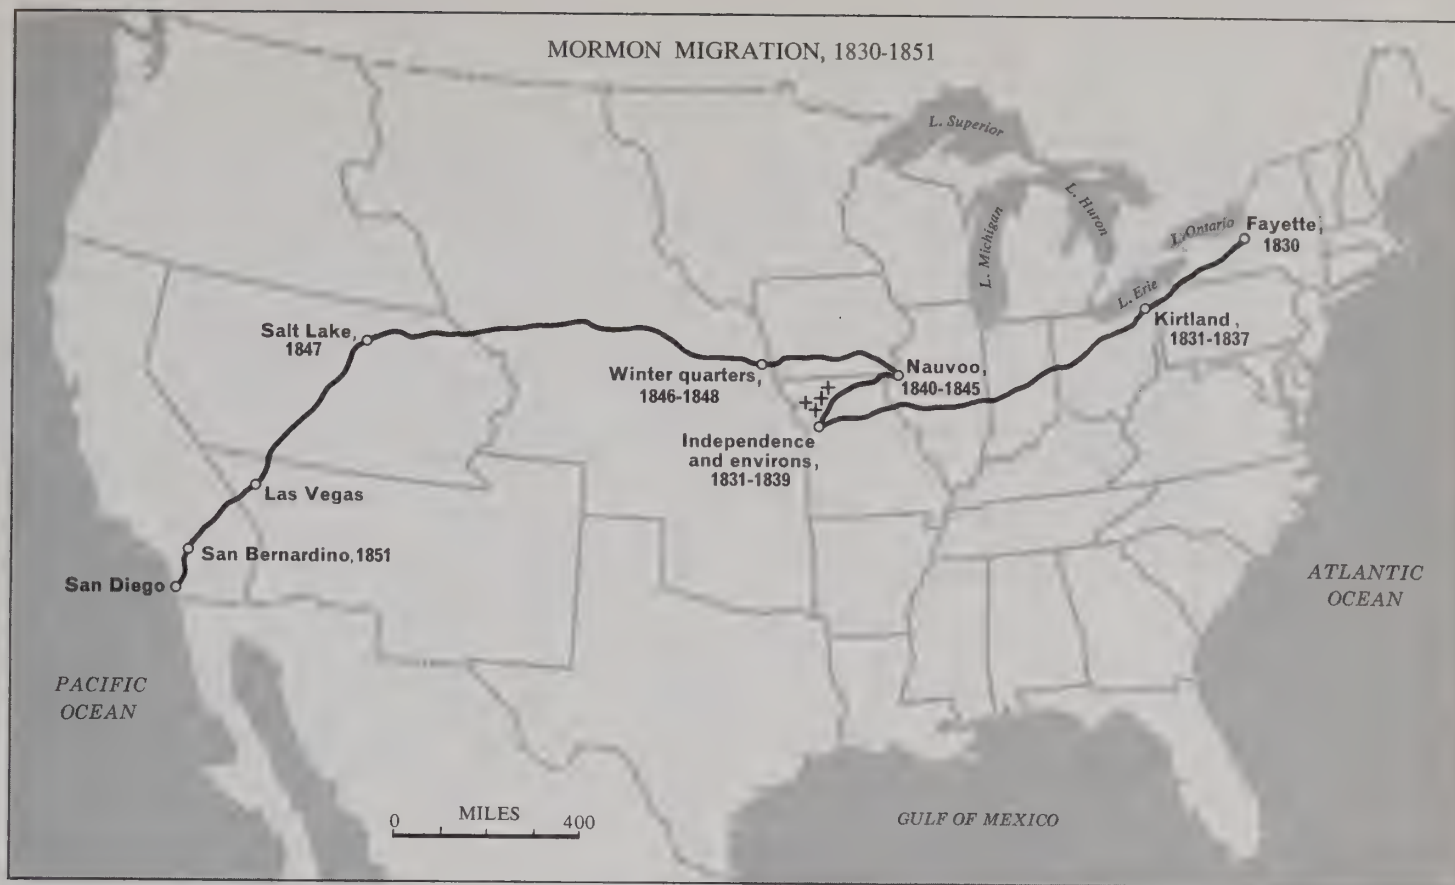 MORMON MIGRATION, 1830-1851
L. Superior
L. Huron
L. Michigan
L. Ontario
L. Erie
Fayette,
1830
Kirtland,
1831-1837
Salt Lake,
1847
Winter quarters,
1846-1848
Nauvoo,
1840-1845
Independence
and environs,
1831-1839
Las Vegas
San Bernardino, 1851
San Diego
ATLANTIC
OCEAN
PACIFIC
OCEAN
0 MILES 400
GULF OF MEXICO